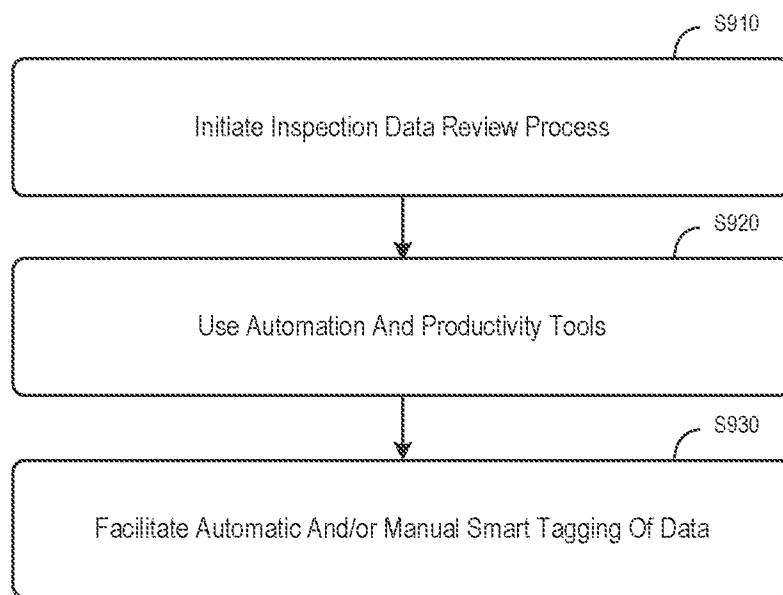 S910
Initiate Inspection Data Review Process
S920
Use Automation And Productivity Tools
S930
Facilitate Automatic And/or Manual Smart Tagging Of Data